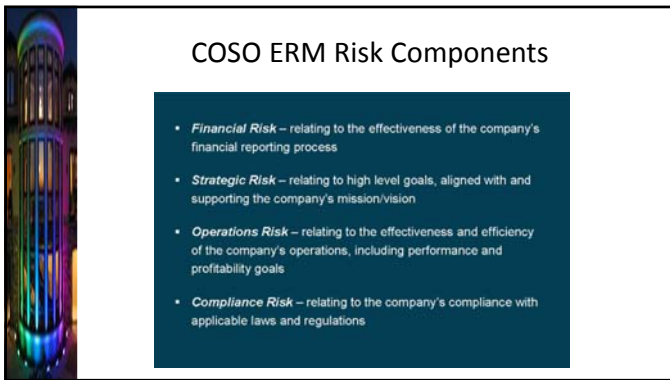 COSO ERM Risk Components
▪ Financial Risk – relating to the effectiveness of the company's
financial reporting process
▪ Strategic Risk – relating to high level goals, aligned with and
supporting the company's mission/vision
▪ Operations Risk – relating to the effectiveness and efficiency
of the company's operations, including performance and
profitability goals
▪ Compliance Risk – relating to the company's compliance with
applicable laws and regulations